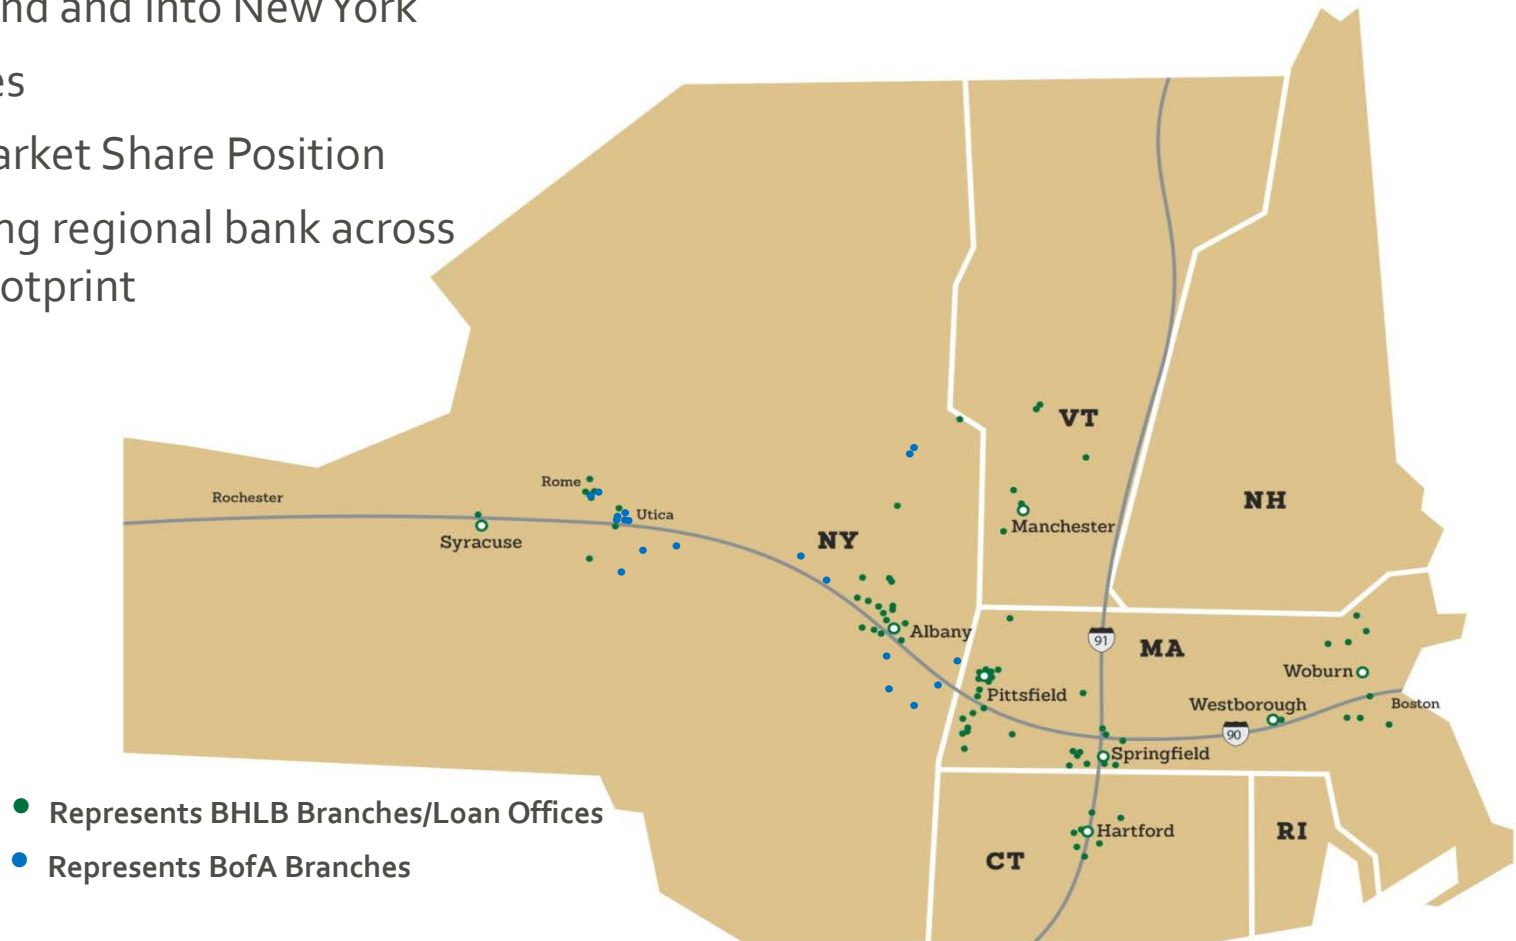 nd and into New York
es
arket Share Position
ng regional bank across
otprint
VT
Rome
Rochester
Utica
NH
Manchester
Syracuse
NY
Albany
91
MA
Woburn
Pittsfield
Westborough
Boston
90
Springfield
Represents BHLB Branches/Loan Offices
Hartford
RI
CT
Represents BofA Branches